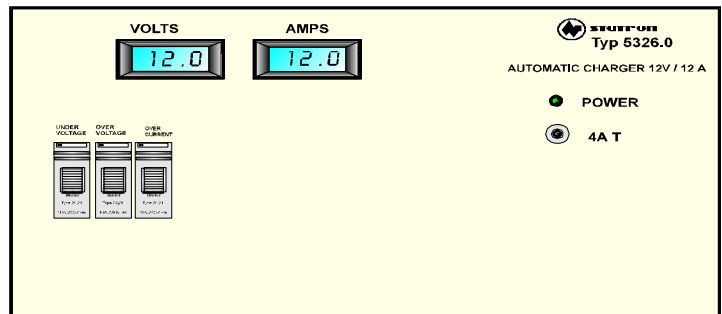 VOLTS
AMPS
12.0
12.0
STUTRON
Typ 5326.0
AUTOMATIC CHARGER 12V / 12 A
POWER
4A T
UNDER
VOLTAGE
OVER
VOLTAGE
OVER
CURRENT